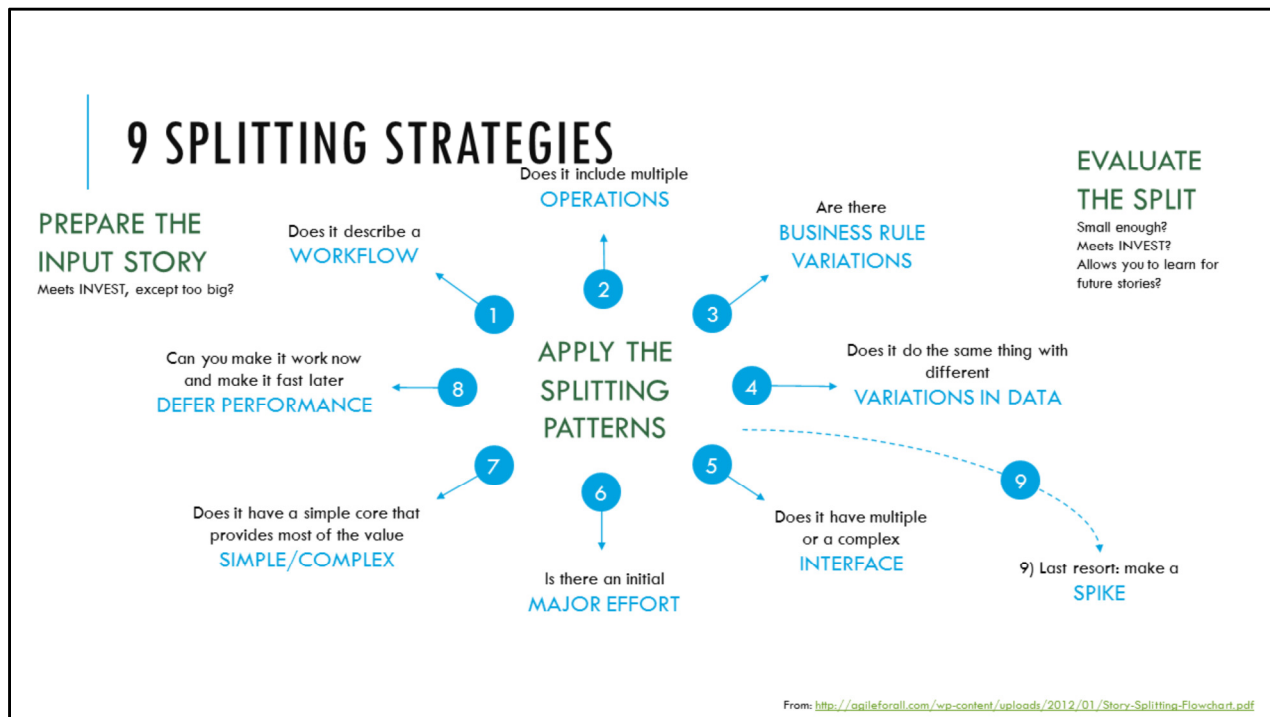 9 SPLITTING STRATEGIES
PREPARE THE
INPUT STORY
Meets INVEST, except too big?
EVALUATE
THE SPLIT
Small enough?
Meets INVEST?
Allows you to learn for
future stories?
APPLY THE
SPLITTING
PATTERNS
1
Does it describe a
WORKFLOW
2
Does it include multiple
OPERATIONS
3
Are there
BUSINESS RULE
VARIATIONS
4
Does it do the same thing with
different
VARIATIONS IN DATA
5
Does it have multiple
or a complex
INTERFACE
6
Is there an initial
MAJOR EFFORT
7
Does it have a simple core that
provides most of the value
SIMPLE/COMPLEX
8
Can you make it work now
and make it fast later
DEFER PERFORMANCE
9
9) Last resort: make a
SPIKE
From: http://agileforall.com/wp-content/uploads/2012/01/Story-Splitting-Flowchart.pdf